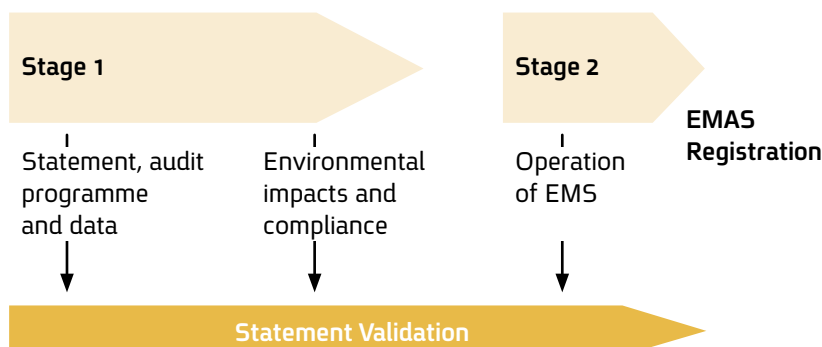 Stage 1
Stage 2
EMAS
Registration
Statement, audit
programme
and data
Environmental
impacts and
compliance
Operation
of EMS
Statement Validation